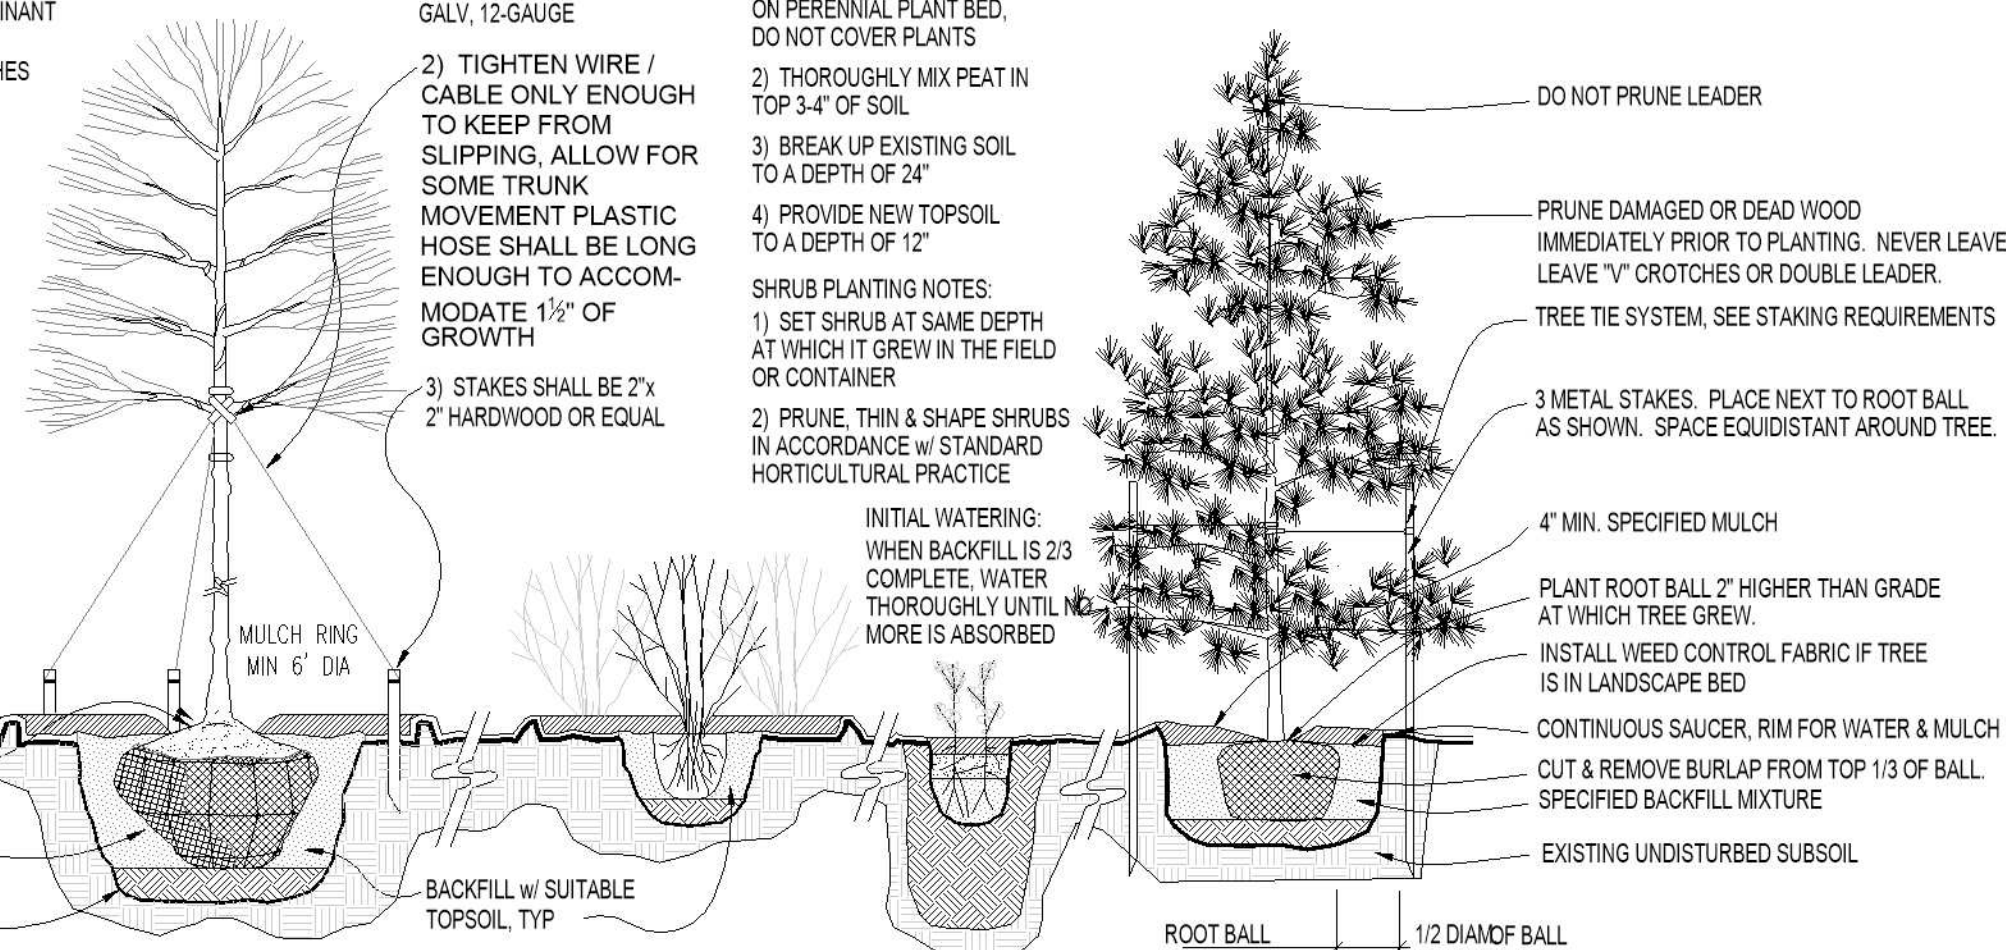 INANT
HES
GALV, 12-GAUGE
2) TIGHTEN WIRE /
CABLE ONLY ENOUGH
TO KEEP FROM
SLIPPING, ALLOW FOR
SOME TRUNK
MOVEMENT PLASTIC
HOSE SHALL BE LONG
ENOUGH TO ACCOM-
MODATE 1½" OF
GROWTH
3) STAKES SHALL BE 2"x
2" HARDWOOD OR EQUAL
MULCH RING
MIN 6' DIA
BACKFILL w/ SUITABLE
TOPSOIL, TYP
ON PERENNIAL PLANT BED,
DO NOT COVER PLANTS
2) THOROUGHLY MIX PEAT IN
TOP 3-4" OF SOIL
3) BREAK UP EXISTING SOIL
TO A DEPTH OF 24"
4) PROVIDE NEW TOPSOIL
TO A DEPTH OF 12"
SHRUB PLANTING NOTES:
1) SET SHRUB AT SAME DEPTH
AT WHICH IT GREW IN THE FIELD
OR CONTAINER
2) PRUNE, THIN & SHAPE SHRUBS
IN ACCORDANCE w/ STANDARD
HORTICULTURAL PRACTICE
INITIAL WATERING:
WHEN BACKFILL IS 2/3
COMPLETE, WATER
THOROUGHLY UNTIL NO
MORE IS ABSORBED
DO NOT PRUNE LEADER
PRUNE DAMAGED OR DEAD WOOD
IMMEDIATELY PRIOR TO PLANTING. NEVER LEAVE
LEAVE "V" CROTCHES OR DOUBLE LEADER.
TREE TIE SYSTEM, SEE STAKING REQUIREMENTS
3 METAL STAKES. PLACE NEXT TO ROOT BALL
AS SHOWN. SPACE EQUIDISTANT AROUND TREE.
4" MIN. SPECIFIED MULCH
PLANT ROOT BALL 2" HIGHER THAN GRADE
AT WHICH TREE GREW.
INSTALL WEED CONTROL FABRIC IF TREE
IS IN LANDSCAPE BED
CONTINUOUS SAUCER, RIM FOR WATER & MULCH
CUT & REMOVE BURLAP FROM TOP 1/3 OF BALL.
SPECIFIED BACKFILL MIXTURE
EXISTING UNDISTURBED SUBSOIL
ROOT BALL
1/2 DIAM OF BALL